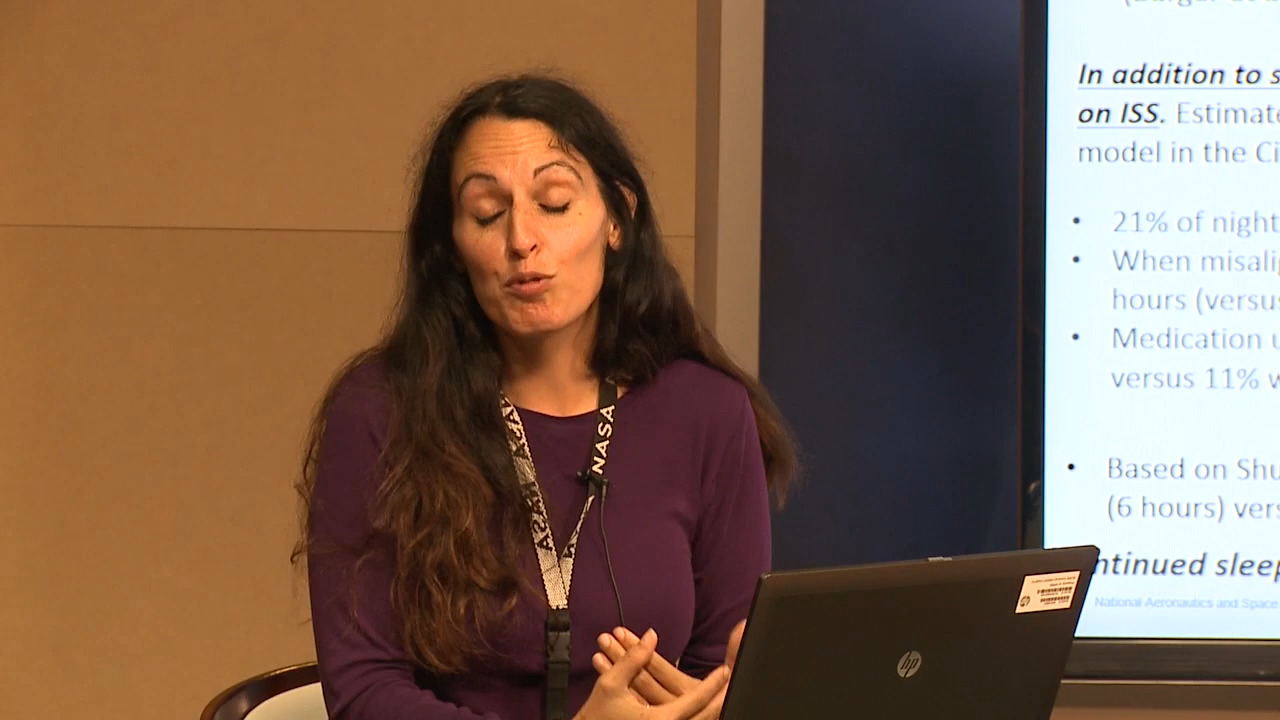 In addition to s
on ISS. Estimate
model in the Ci
• 21% of night
• When misali
hours (versus
• Medication u
versus 11% w
• Based on Shu
(6 hours) vers
ntinued sleep
National Aeronautics and Space
NASA
hp